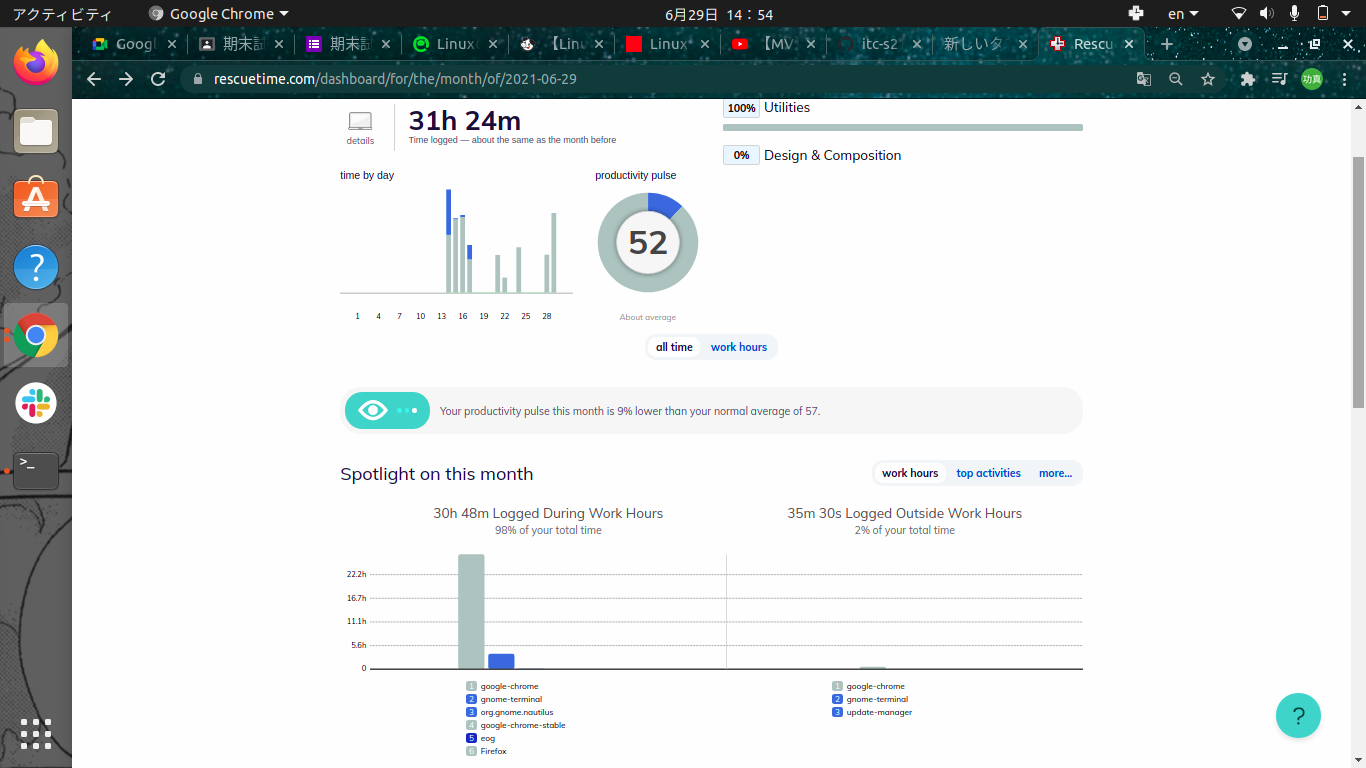 アクティビティ
Google Chrome
6月29日 14：54
en
Googl
期末試
期末試
Linux
【Linu
Linux
【MV
itc-s2
新しいタ
Rescu
rescuetime.com/dashboard/for/the/month/of/2021-06-29
功真
details
31h 24m
Time logged — about the same as the month before
100% Utilities
0% Design & Composition
time by day
productivity pulse
52
1 4 7 10 13 16 19 22 25 28
About average
all time work hours
Your productivity pulse this month is 9% lower than your normal average of 57.
Spotlight on this month
work hours top activities more...
30h 48m Logged During Work Hours
98% of your total time
35m 30s Logged Outside Work Hours
2% of your total time
22.2h
16.7h
11.1h
5.6h
0
1 google-chrome
2 gnome-terminal
3 org.gnome.nautilus
4 google-chrome-stable
5 eog
6 Firefox
1 google-chrome
2 gnome-terminal
3 update-manager
?